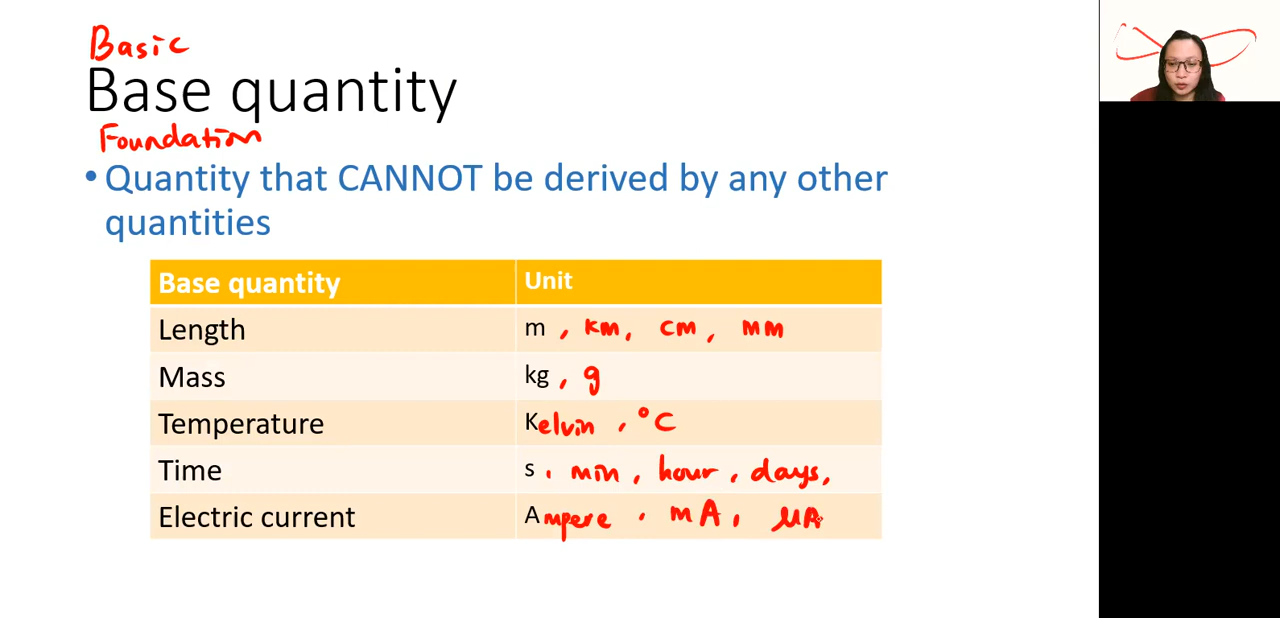 Basic
Base quantity
Foundation
• Quantity that CANNOT be derived by any other
quantities
Base quantity Unit
Length m , km, cm, mm
Mass kg, g
Temperature Kelvin, °C
Time s, min, hour, days,
Electric current Ampere, mA, μA